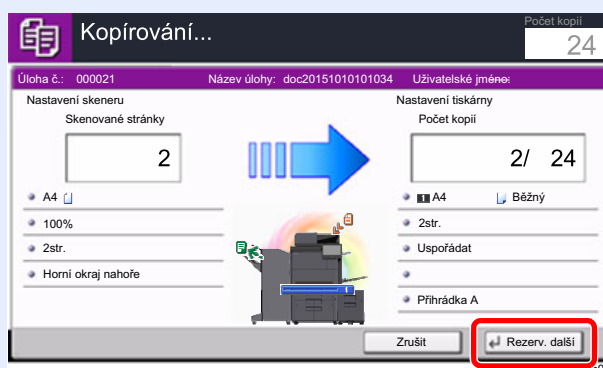 Kopírování...
Počet kopií
24
Úloha č.: 000021 Název úlohy: doc20151010101034 Uživatelské jméno:
Nastavení skeneru Nastavení tiskárny
Skenované stránky Počet kopií
2 2/ 24
A4 1 A4 Běžný
100% 2str.
2str. Uspořádat
Horní okraj nahoře
Přihrádka A
Zrušit Rezerv. další